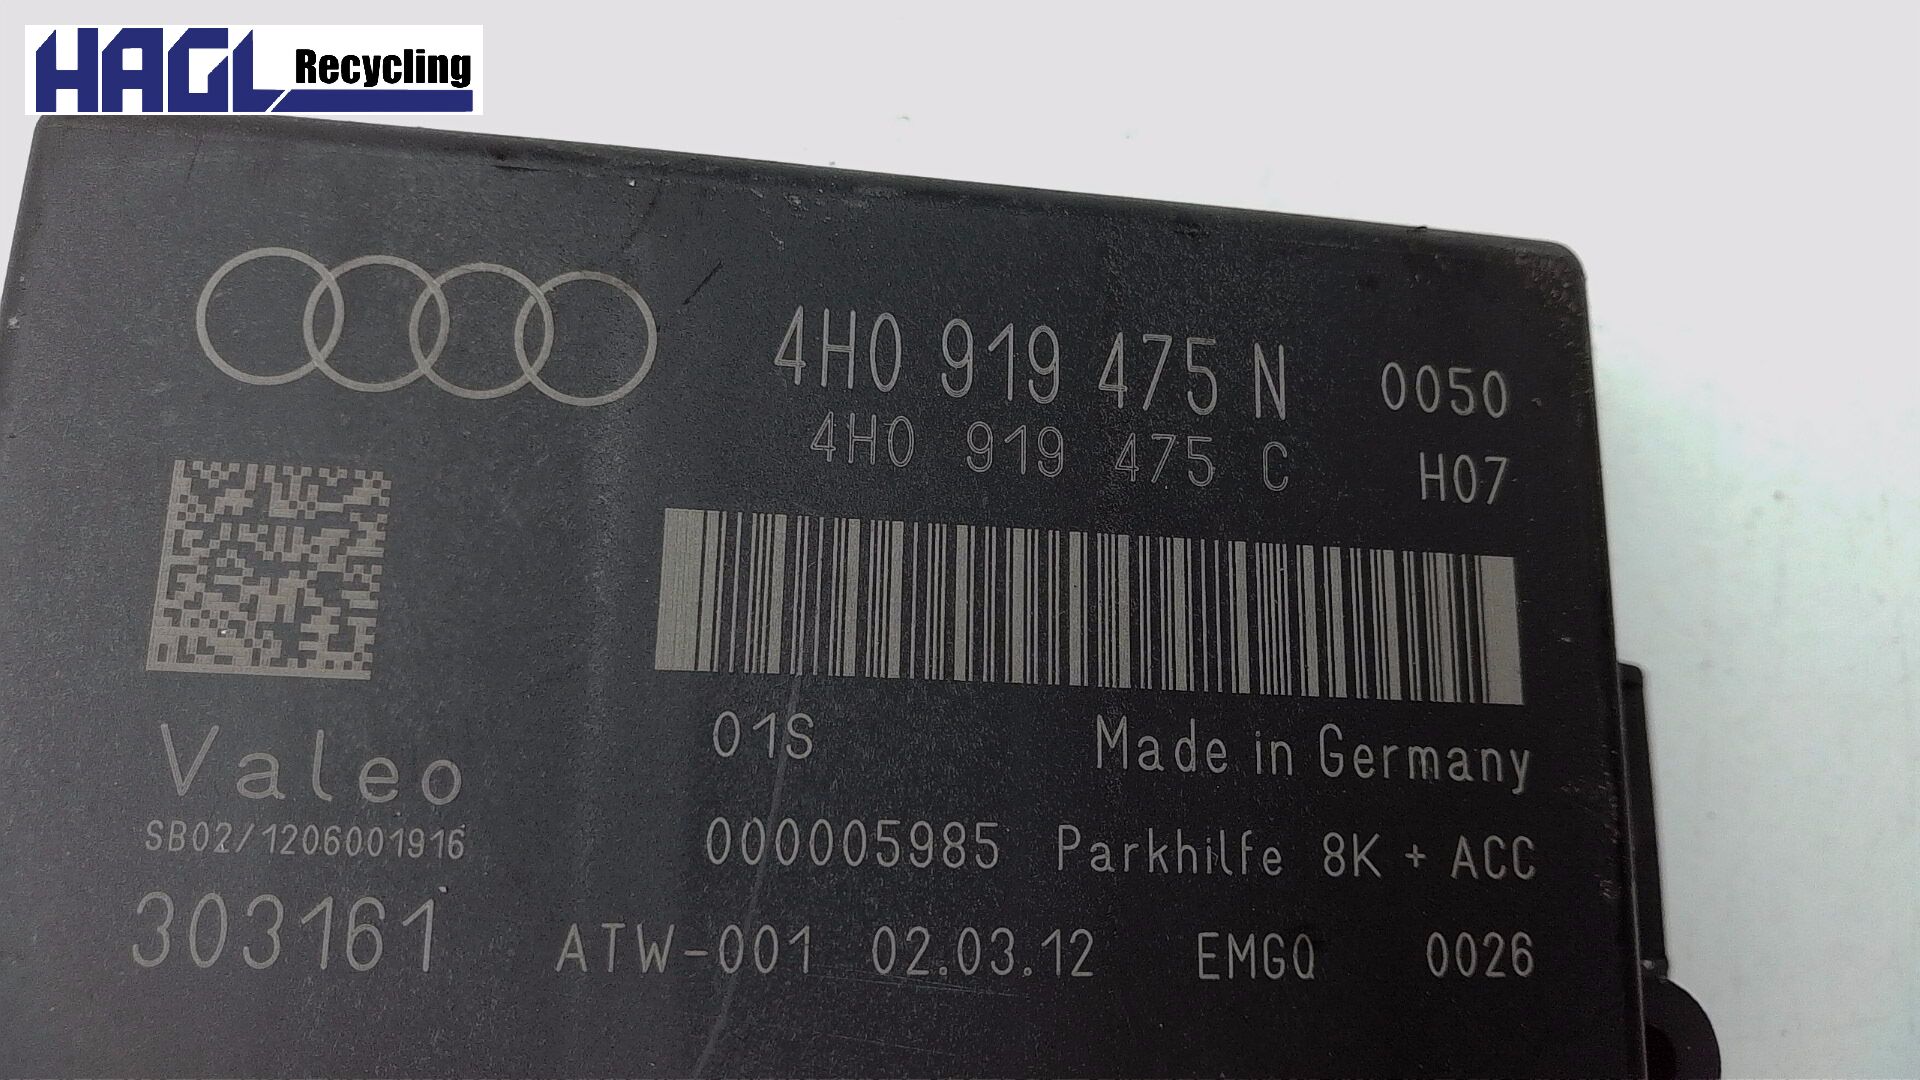 HAGL Recycling
4H0 919 475 N 0050
4H0 919 475 C H07
01S Made in Germany
Valeo
SB02/1206001916
000005985 Parkhilfe 8K + ACC
303161
ATW-001 02.03.12 EMGQ 0026